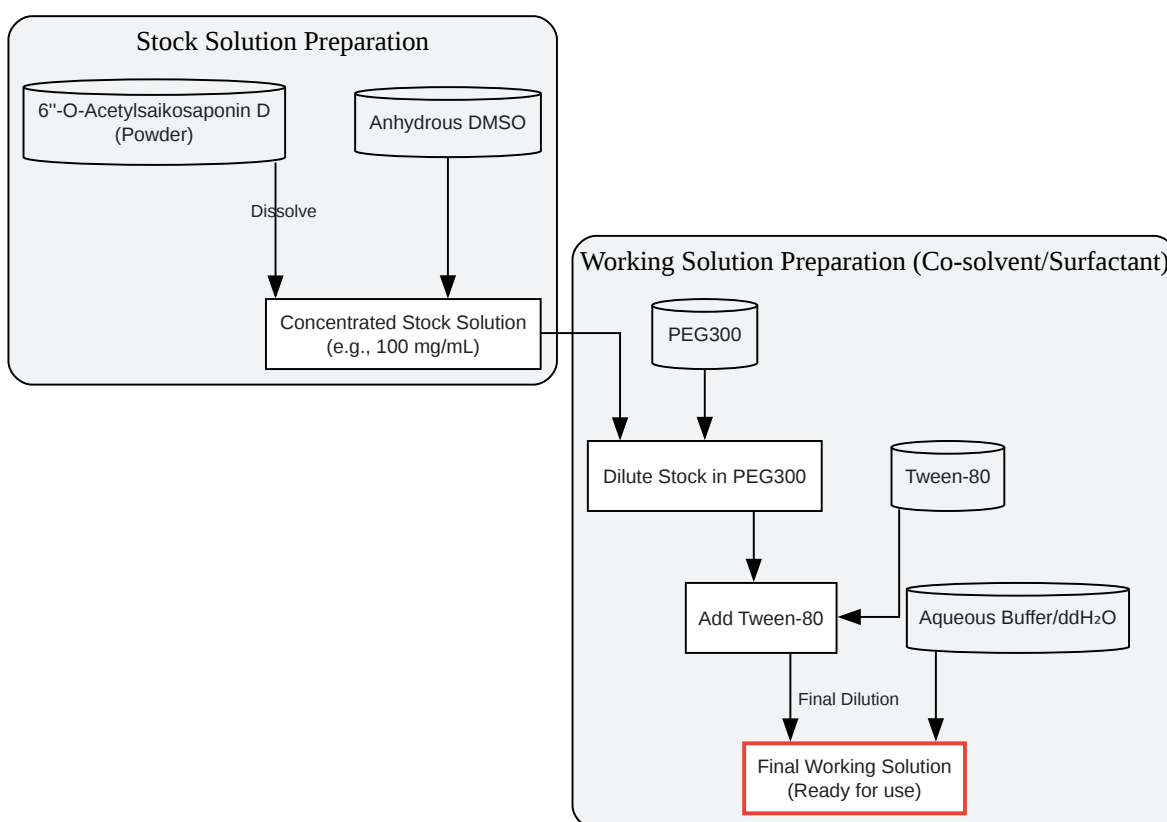 Stock Solution Preparation
6"-O-Acetylsaikosaponin D
(Powder)
Anhydrous DMSO
Dissolve
Concentrated Stock Solution
(e.g., 100 mg/mL)
Working Solution Preparation (Co-solvent/Surfactant)
PEG300
Dilute Stock in PEG300
Tween-80
Add Tween-80
Aqueous Buffer/ddH₂O
Final Dilution
Final Working Solution
(Ready for use)